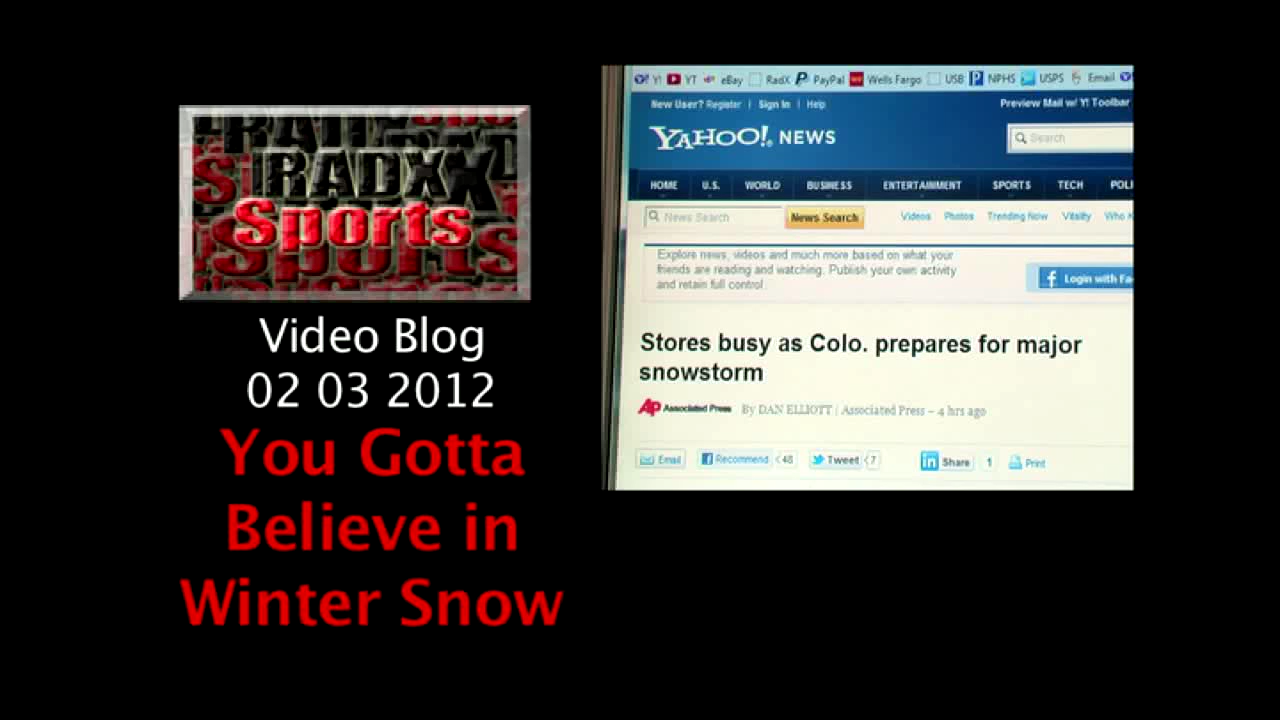 RADXX
Sports
Video Blog
02 03 2012
You Gotta
Believe in
Winter Snow
Y! YT eBay RadX PayPal Wells Fargo USB NPHS USPS Email
New User? Register | Sign In | Help
Preview Mail w/ Y! Toolbar
YAHOO! NEWS
Search
HOME U.S. WORLD BUSINESS ENTERTAINMENT SPORTS TECH POLI
News Search
News Search
Videos Photos Trending Now Vitality Who K
Explore news, videos and much more based on what your
friends are reading and watching. Publish your own activity
and retain full control.
Login with Fa
Stores busy as Colo. prepares for major
snowstorm
AP Associated Press By DAN ELLIOTT | Associated Press – 4 hrs ago
Email Recommend 48 Tweet 7 in Share 1 Print